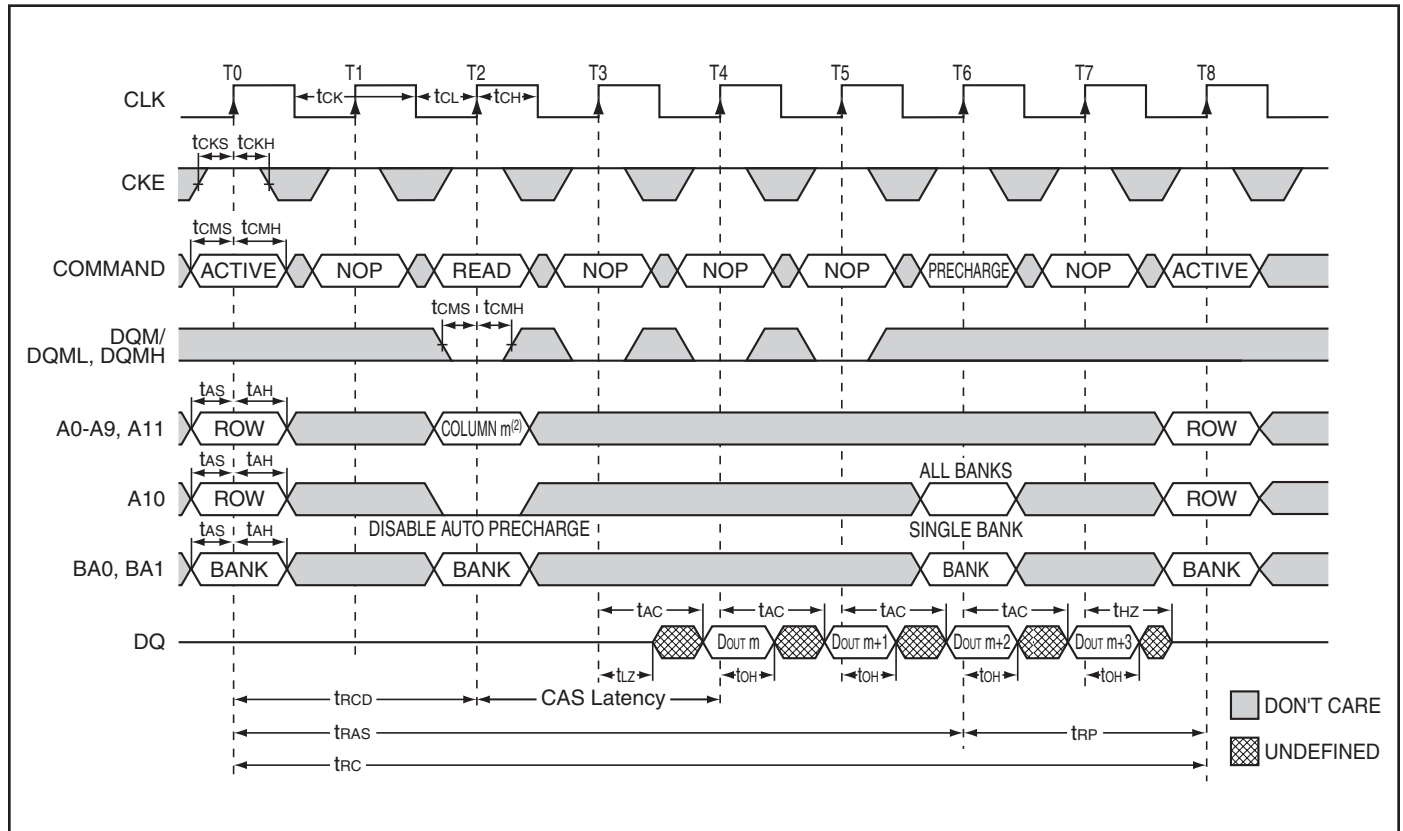 T0 T1 T2 T3 T4 T5 T6 T7 T8
CLK tCK tCL tCH
tCKS tCKH
CKE
tCMS tCMH
COMMAND ACTIVE NOP READ NOP NOP NOP PRECHARGE NOP ACTIVE
tCMS tCMH
DQM/
DQML, DQMH
tAS tAH
A0-A9, A11 ROW COLUMN m(2) ROW
tAS tAH ALL BANKS
A10 ROW ROW
DISABLE AUTO PRECHARGE SINGLE BANK
tAS tAH
BA0, BA1 BANK BANK BANK BANK
tAC tAC tAC tAC tHZ
DQ DOUT m DOUT m+1 DOUT m+2 DOUT m+3
tLZ tOH tOH tOH tOH
tRCD CAS Latency
DON'T CARE
tRAS tRP
UNDEFINED
tRC